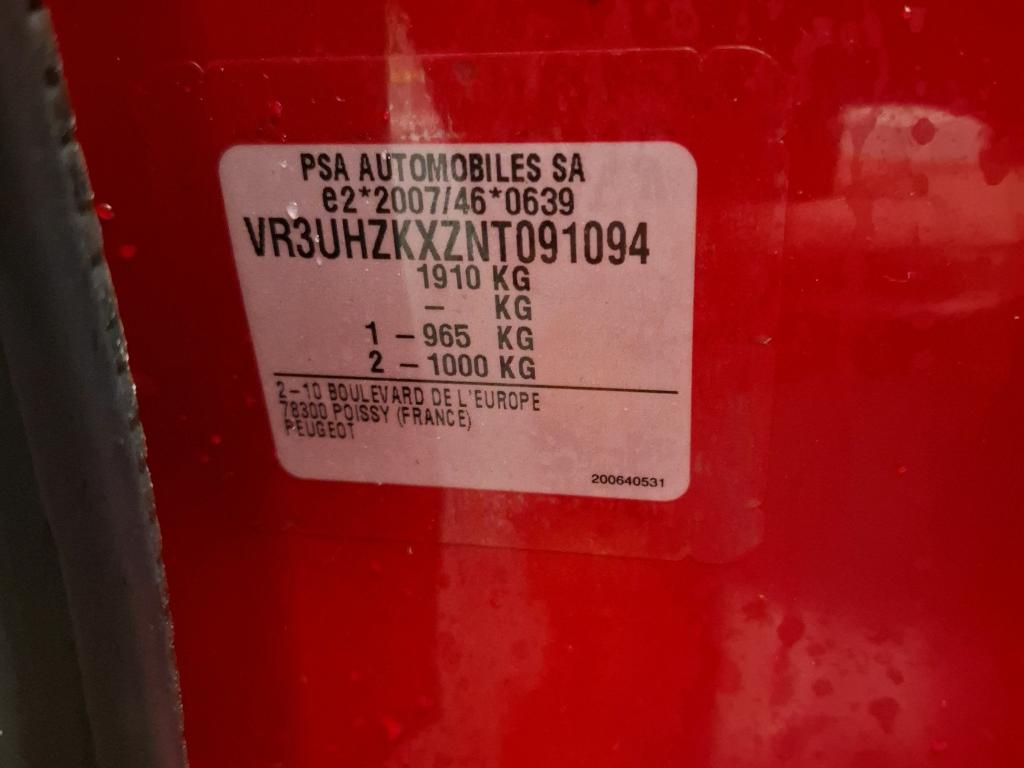 PSA AUTOMOBILES SA
e2*2007/46*0639
VR3UHZKXZNT091094
1910 KG
– KG
1 – 965 KG
2 – 1000 KG
2–10 BOULEVARD DE L'EUROPE
78300 POISSY (FRANCE)
PEUGEOT
200640531